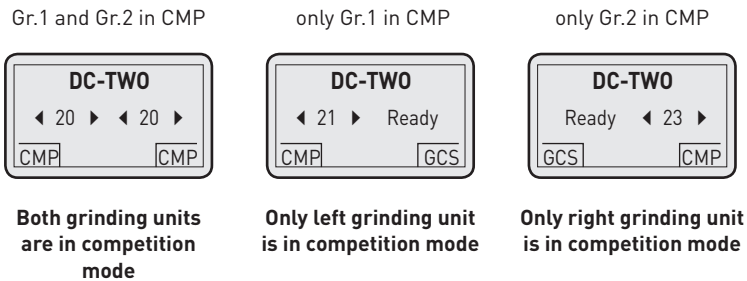 Gr.1 and Gr.2 in CMP
DC-TWO
20 20
CMP CMP
Both grinding units
are in competition
mode
only Gr.1 in CMP
DC-TWO
21 Ready
CMP GCS
Only left grinding unit
is in competition mode
only Gr.2 in CMP
DC-TWO
Ready 23
GCS CMP
Only right grinding unit
is in competition mode